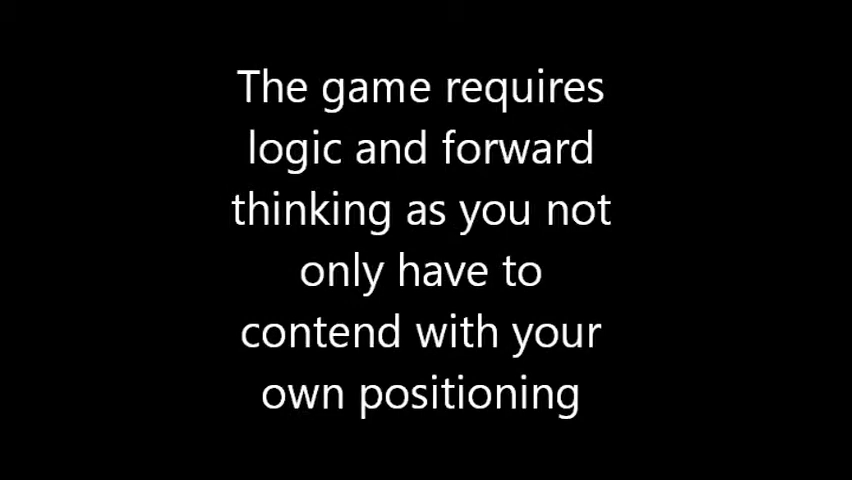 The game requires
logic and forward
thinking as you not
only have to
contend with your
own positioning